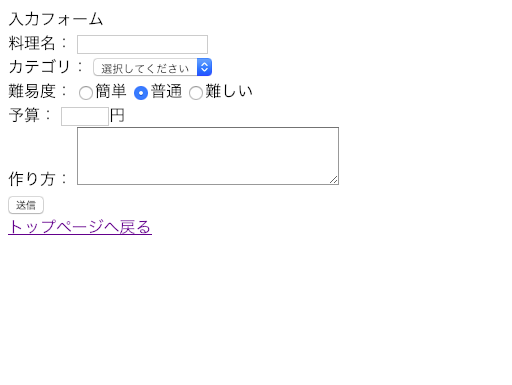 入力フォーム
料理名：
カテゴリ： 選択してください
難易度： 簡単 普通 難しい
予算： 円
作り方：
送信
トップページへ戻る